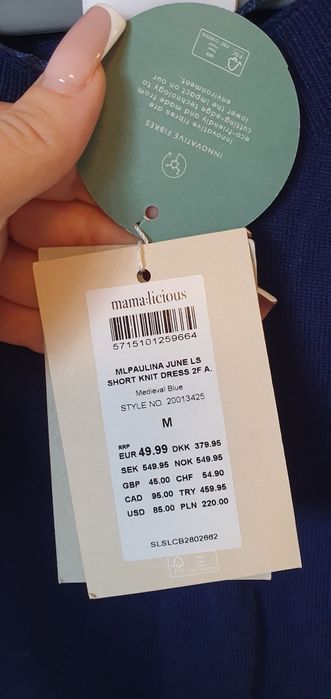 INNOVATIVE FIBRES
Innovative fibres are
eco-friendly and made from
cutting-edge technology to
lower the impact on our
environment.
mama;licious
5715101259664
MLPAULINA JUNE LS
SHORT KNIT DRESS 2F A.
Medieval Blue
STYLE NO. 20013425
M
RRP
EUR 49.99 DKK 379.95
SEK 549.95 NOK 549.95
GBP 45.00 CHF 54.90
CAD 95.00 TRY 459.95
USD 85.00 PLN 220.00
SLSLCB2802662